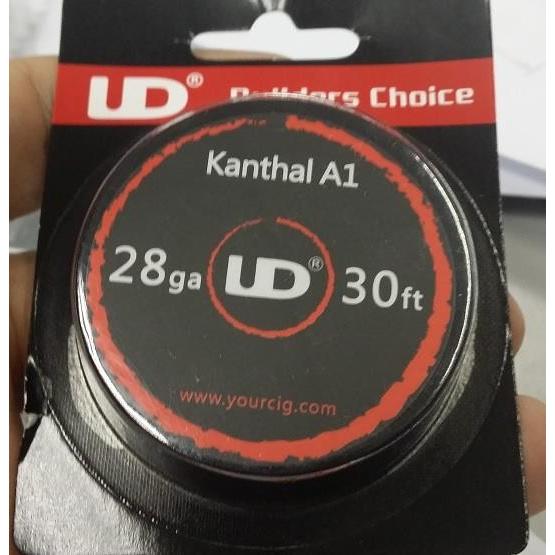 UD® Builders Choice
Kanthal A1
28ga UD® 30ft
www.yourcig.com